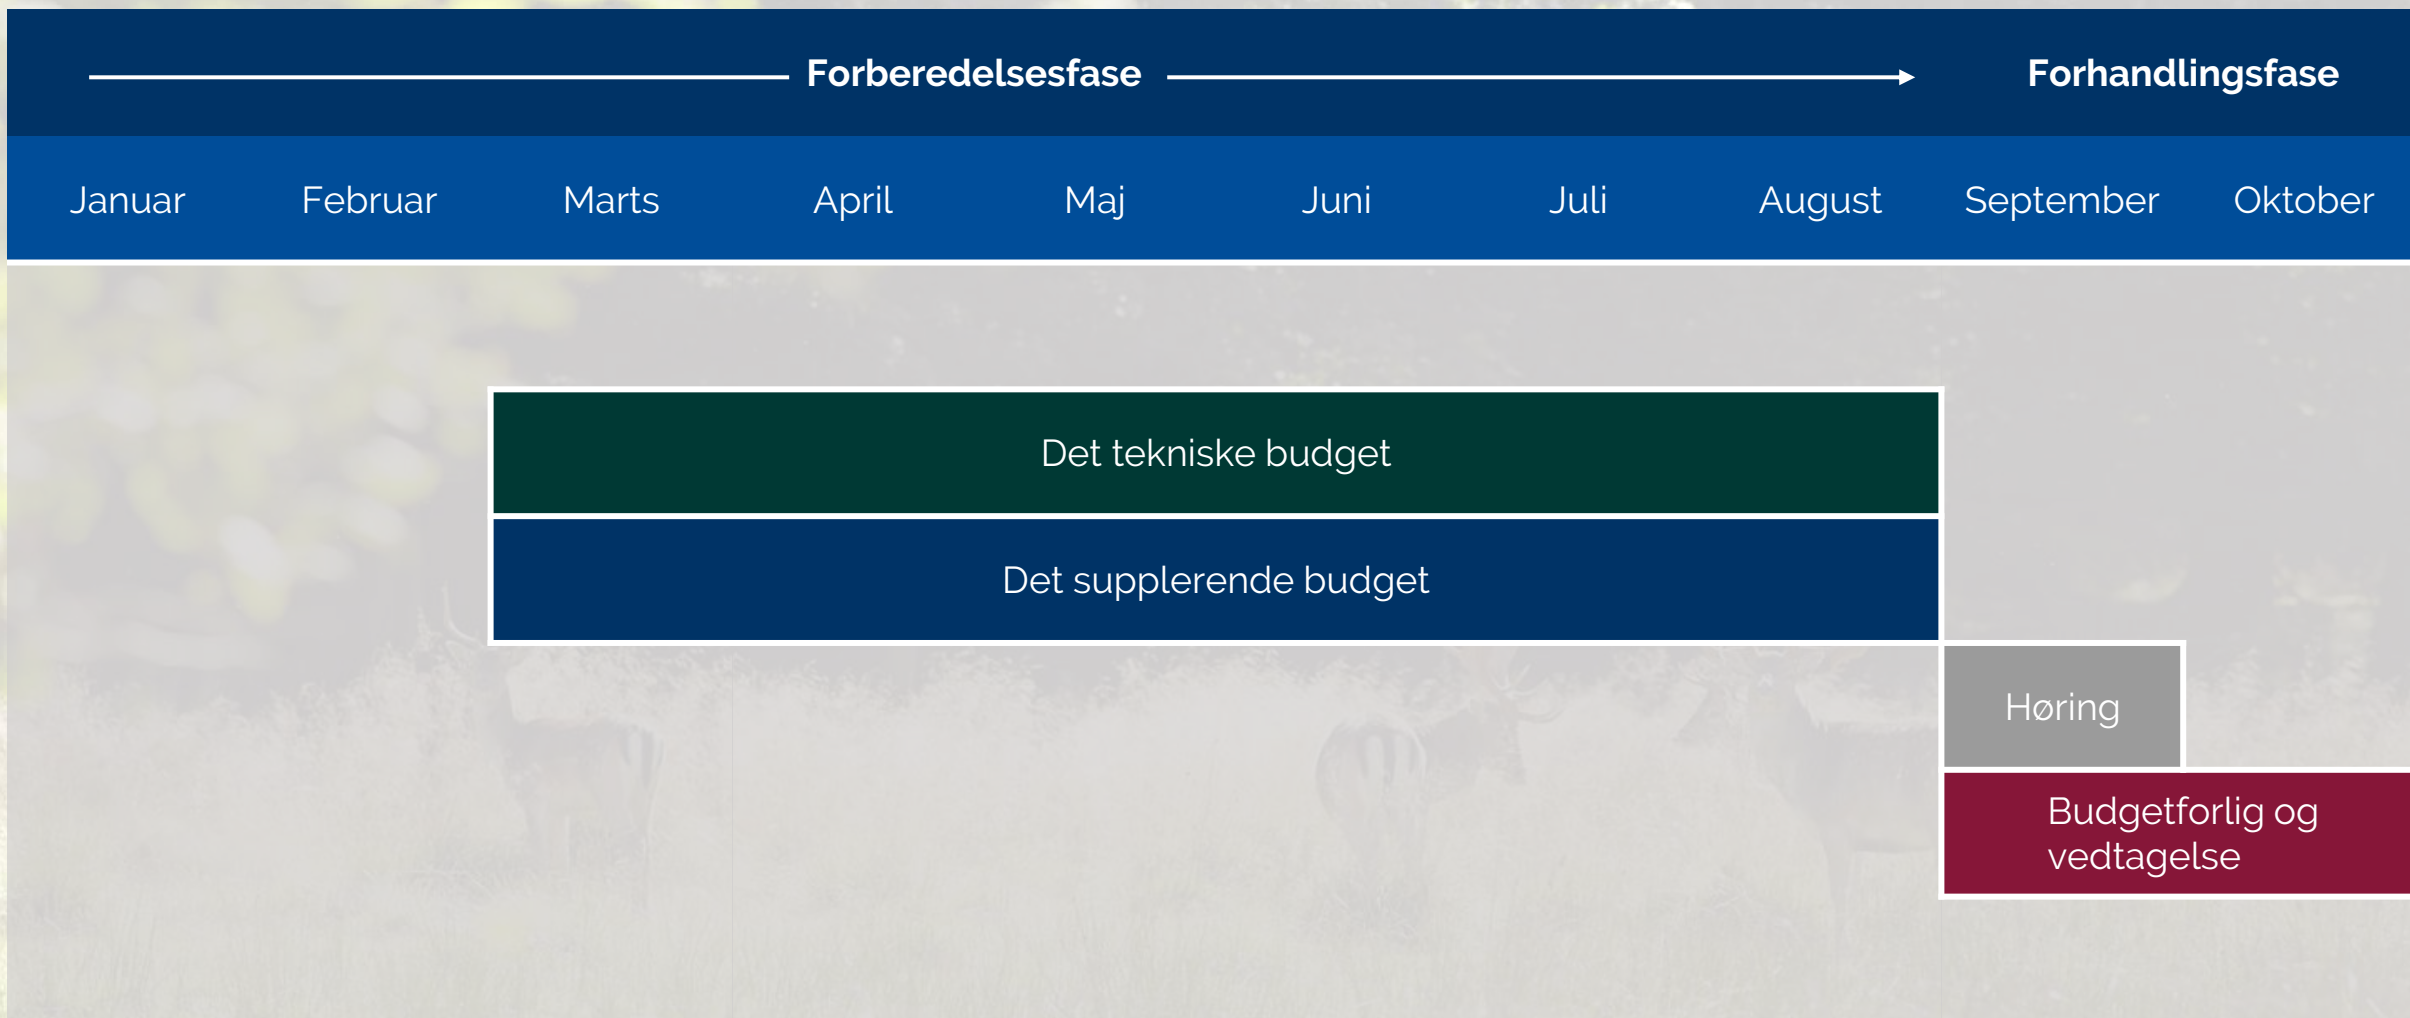 Forberedelsesfase Forhandlingsfase
Januar Februar Marts April Maj Juni Juli August September Oktober
Det tekniske budget
Det supplerende budget
Høring
Budgetforlig og
vedtagelse